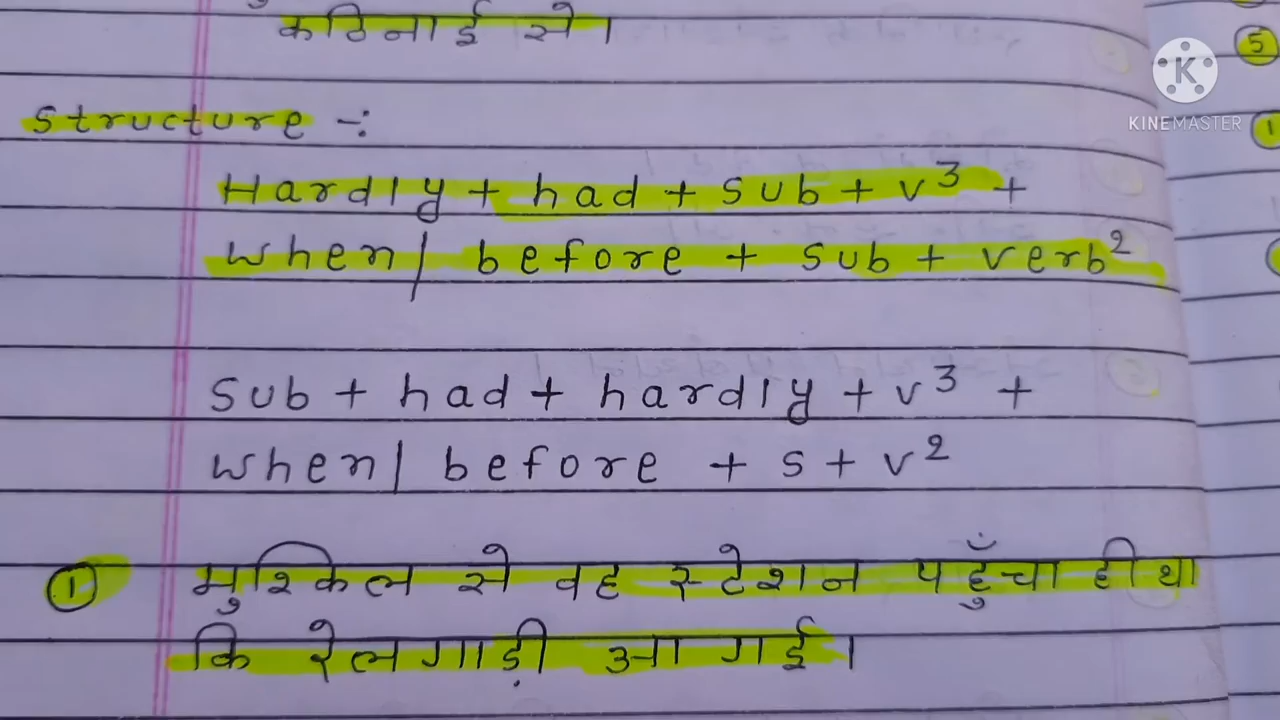 कठिनाई से।
structure -:
Hardly + had + sub + v³ +
when| before + sub + verb²
sub + had + hardly + v³ +
when| before + s + v²
① मुश्किल से वह स्टेशन पहुँचा ही था
कि रेलगाड़ी आ गई।
5
1
K
KINEMASTER